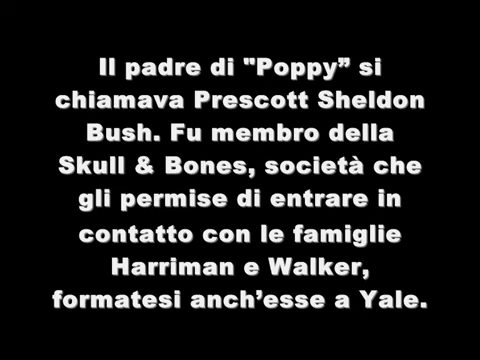 Il padre di "Poppy” si
chiamava Prescott Sheldon
Bush. Fu membro della
Skull & Bones, società che
gli permise di entrare in
contatto con le famiglie
Harriman e Walker,
formatesi anch’esse a Yale.